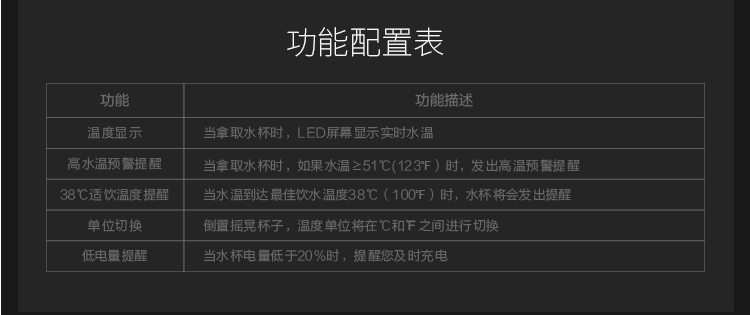 功能配置表
功能 功能描述
温度显示 当拿取水杯时，LED屏幕显示实时水温
高水温预警提醒 当拿取水杯时，如果水温≥51℃(123℉）时，发出高温预警提醒
38℃适饮温度提醒 当水温到达最佳饮水温度38℃（100℉）时，水杯将会发出提醒
单位切换 倒置摇晃杯子，温度单位将在℃和℉之间进行切换
低电量提醒 当水杯电量低于20%时，提醒您及时充电